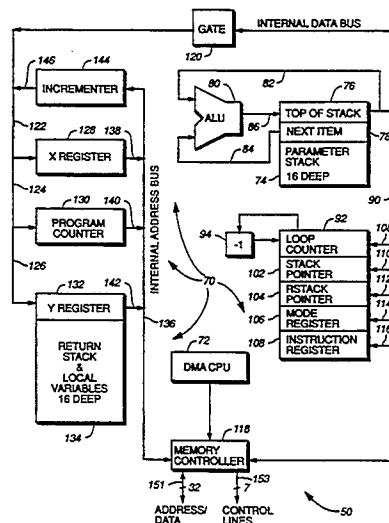 GATE
120
INTERNAL DATA BUS
146
144
INCREMENTER
122
128
138
X REGISTER
124
130
140
PROGRAM
COUNTER
126
132
142
Y REGISTER
136
RETURN
STACK
&
LOCAL
VARIABLES
16 DEEP
134
INTERNAL ADDRESS BUS
80
82
76
ALU
86
TOP OF STACK
NEXT ITEM
84
78
PARAMETER
STACK
16 DEEP
74
90
92
94
-1
LOOP
COUNTER
STACK
POINTER
102
RSTACK
POINTER
104
MODE
REGISTER
106
INSTRUCTION
REGISTER
108
110
112
114
116
70
72
DMA CPU
118
MEMORY
CONTROLLER
151
32
153
7
ADDRESS/
DATA
CONTROL
LINES
50